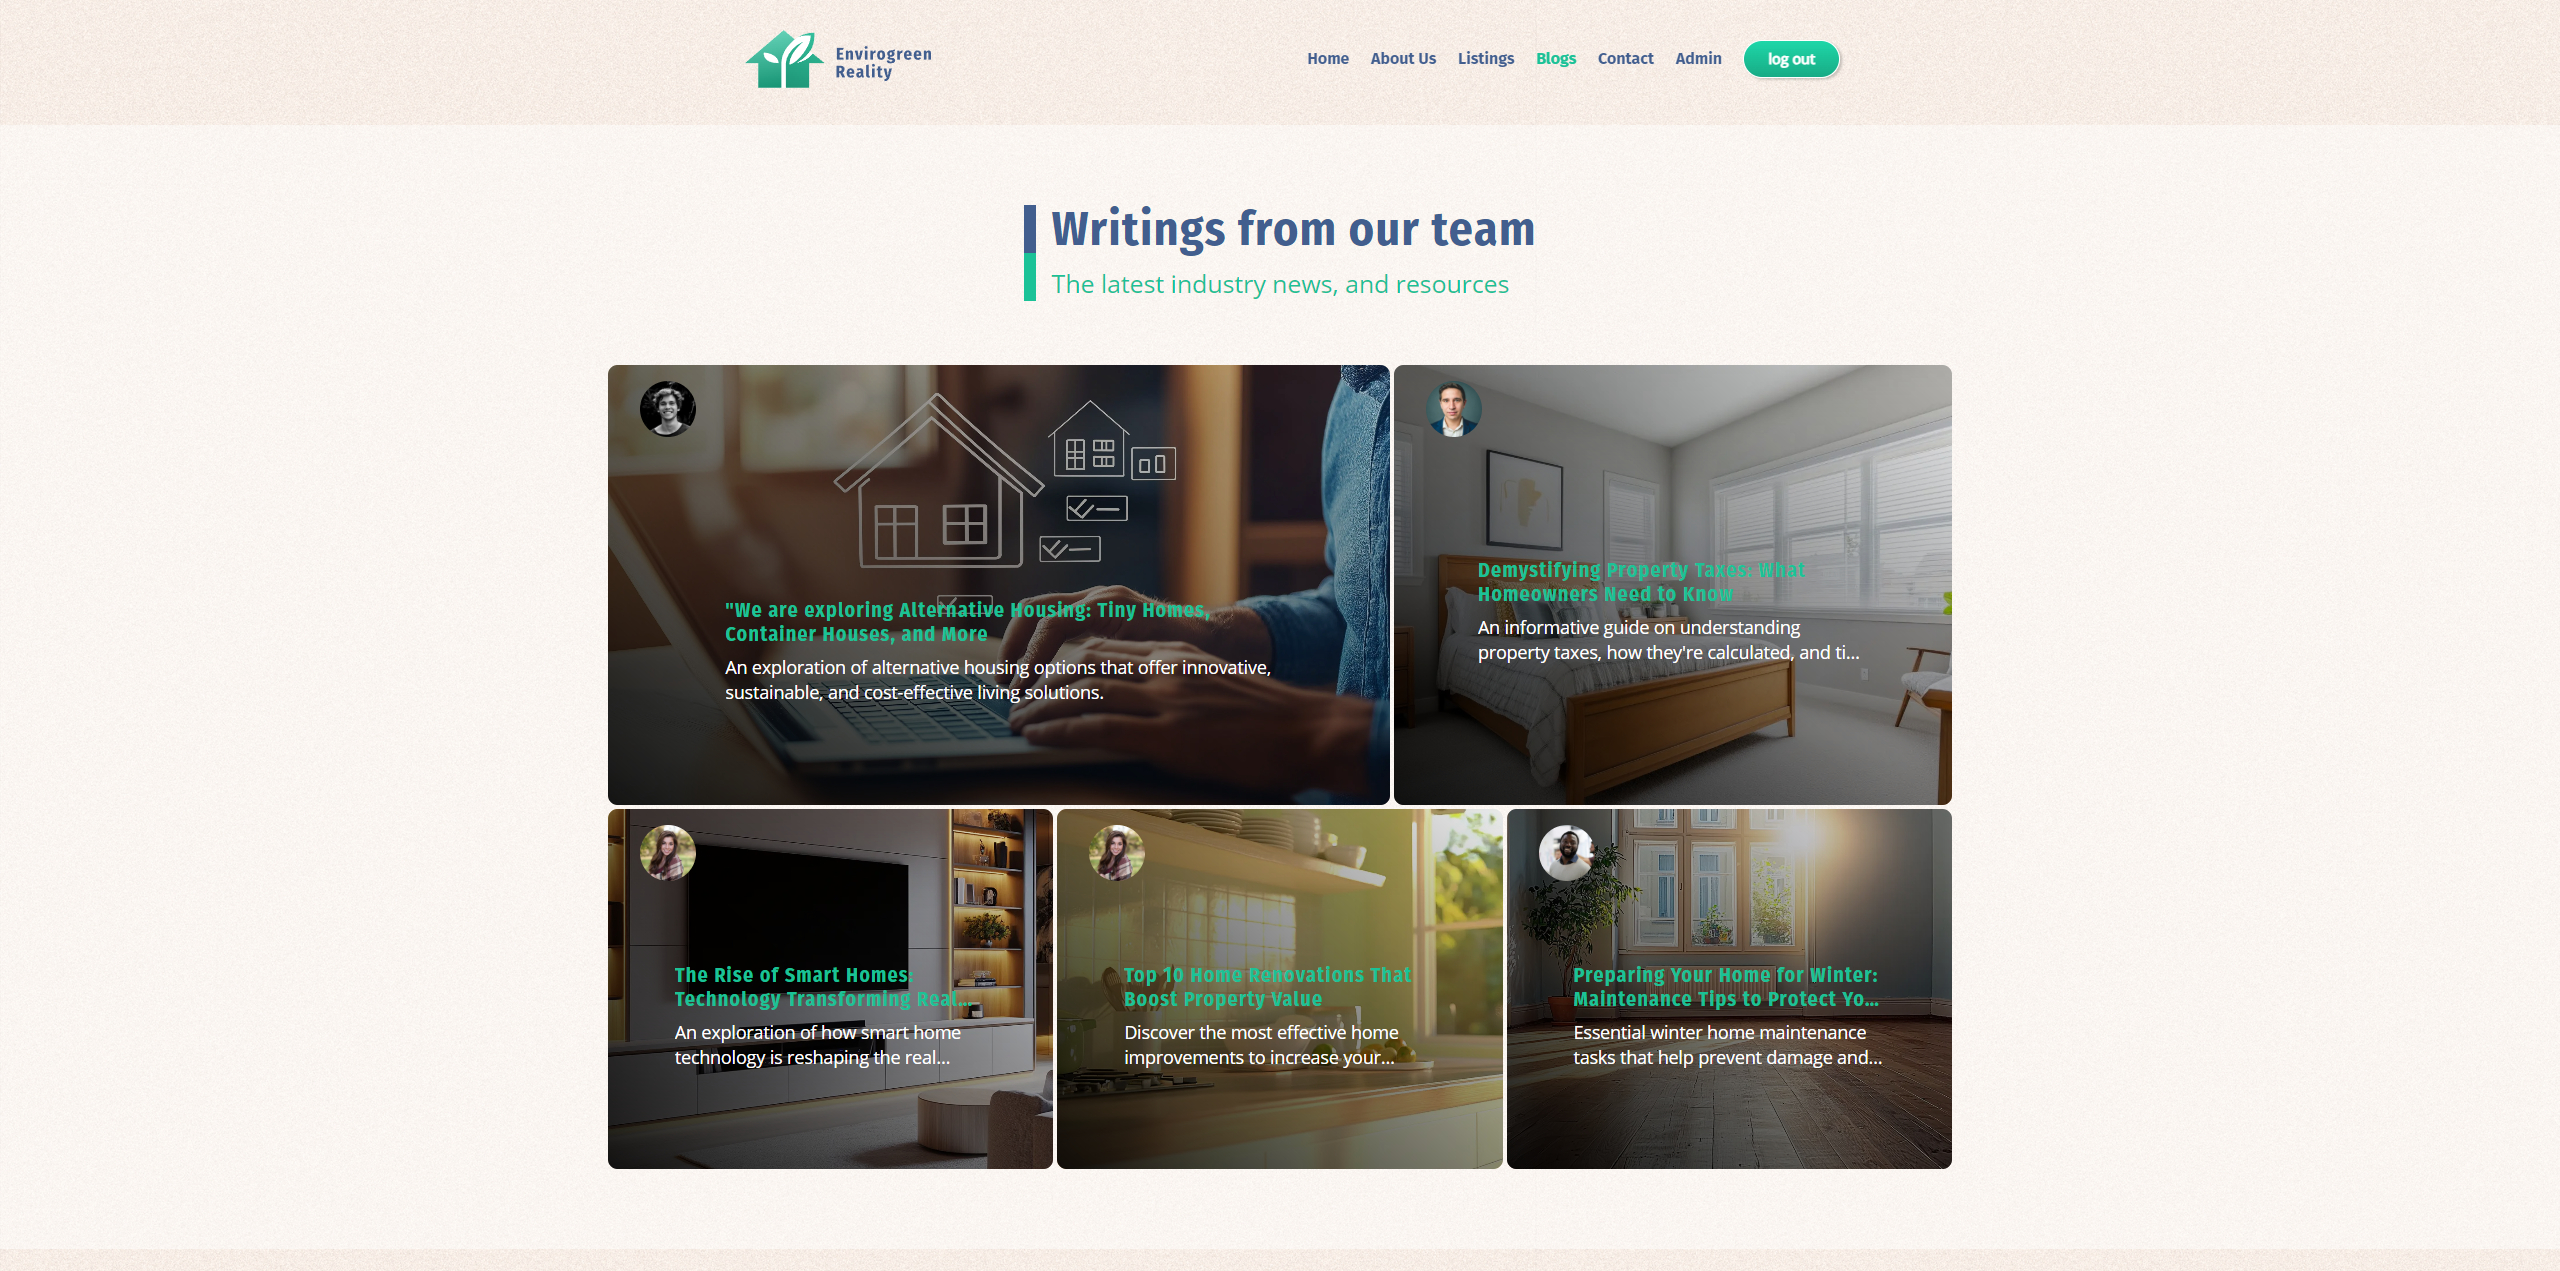 Envirogreen
Reality
Home About Us Listings Blogs Contact Admin log out
Writings from our team
The latest industry news, and resources
"We are exploring Alternative Housing: Tiny Homes,
Container Houses, and More
An exploration of alternative housing options that offer innovative,
sustainable, and cost-effective living solutions.
Demystifying Property Taxes: What
Homeowners Need to Know
An informative guide on understanding
property taxes, how they're calculated, and ti...
The Rise of Smart Homes:
Technology Transforming Real...
An exploration of how smart home
technology is reshaping the real...
Top 10 Home Renovations That
Boost Property Value
Discover the most effective home
improvements to increase your...
Preparing Your Home for Winter:
Maintenance Tips to Protect Yo...
Essential winter home maintenance
tasks that help prevent damage and...